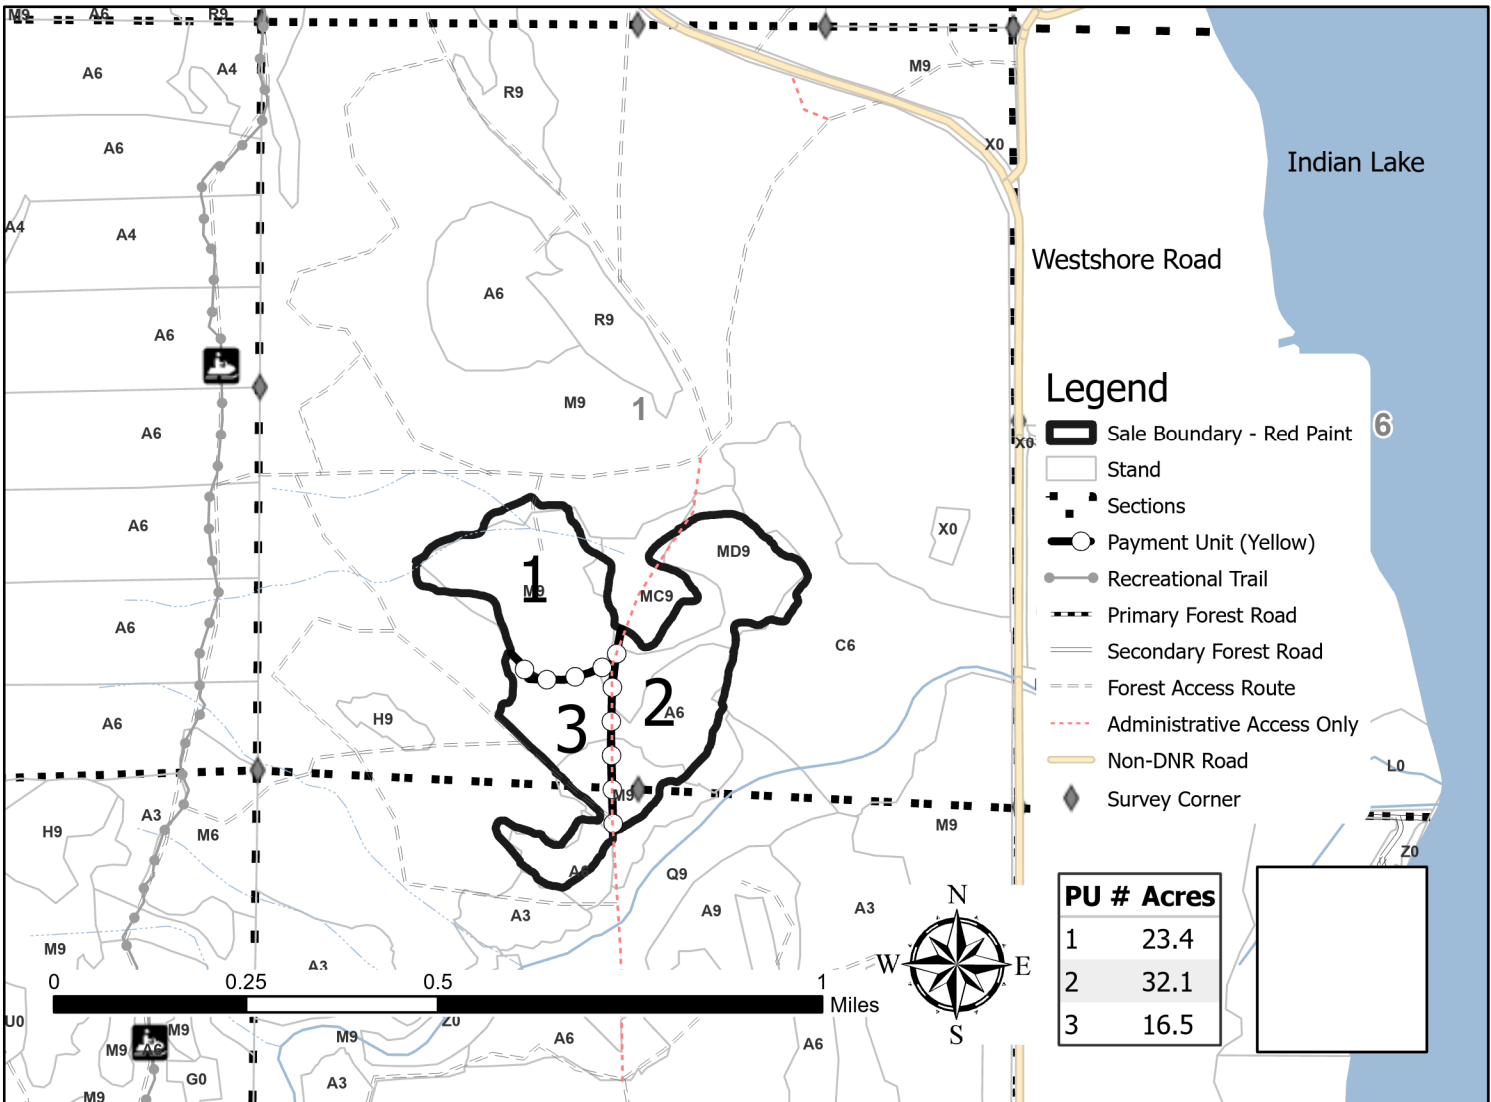 M9 A6 R9
A6 A4 R9 M9
A6 X0
Indian Lake
A4 A4
Westshore Road
A6 R9
A6
M9 1
A6
Legend
Sale Boundary - Red Paint
6
X0
Stand
Sections
Payment Unit (Yellow)
Recreational Trail
Primary Forest Road
Secondary Forest Road
Forest Access Route
Administrative Access Only
Non-DNR Road
Survey Corner
A6
X0
MD9
1
M9
MC9
A6
C6
2
A6
3
H9
A6
L0
M9
A3
M6
H9
M9
Z0
A6
Q9
A3
A9
A3
M9
A3
N
W E
S
PU # Acres
1 23.4
2 32.1
3 16.5
0 0.25 0.5 1
Miles
U0 M9 M9 Z0 A6 A6
M9 A6
G0 A3
M9